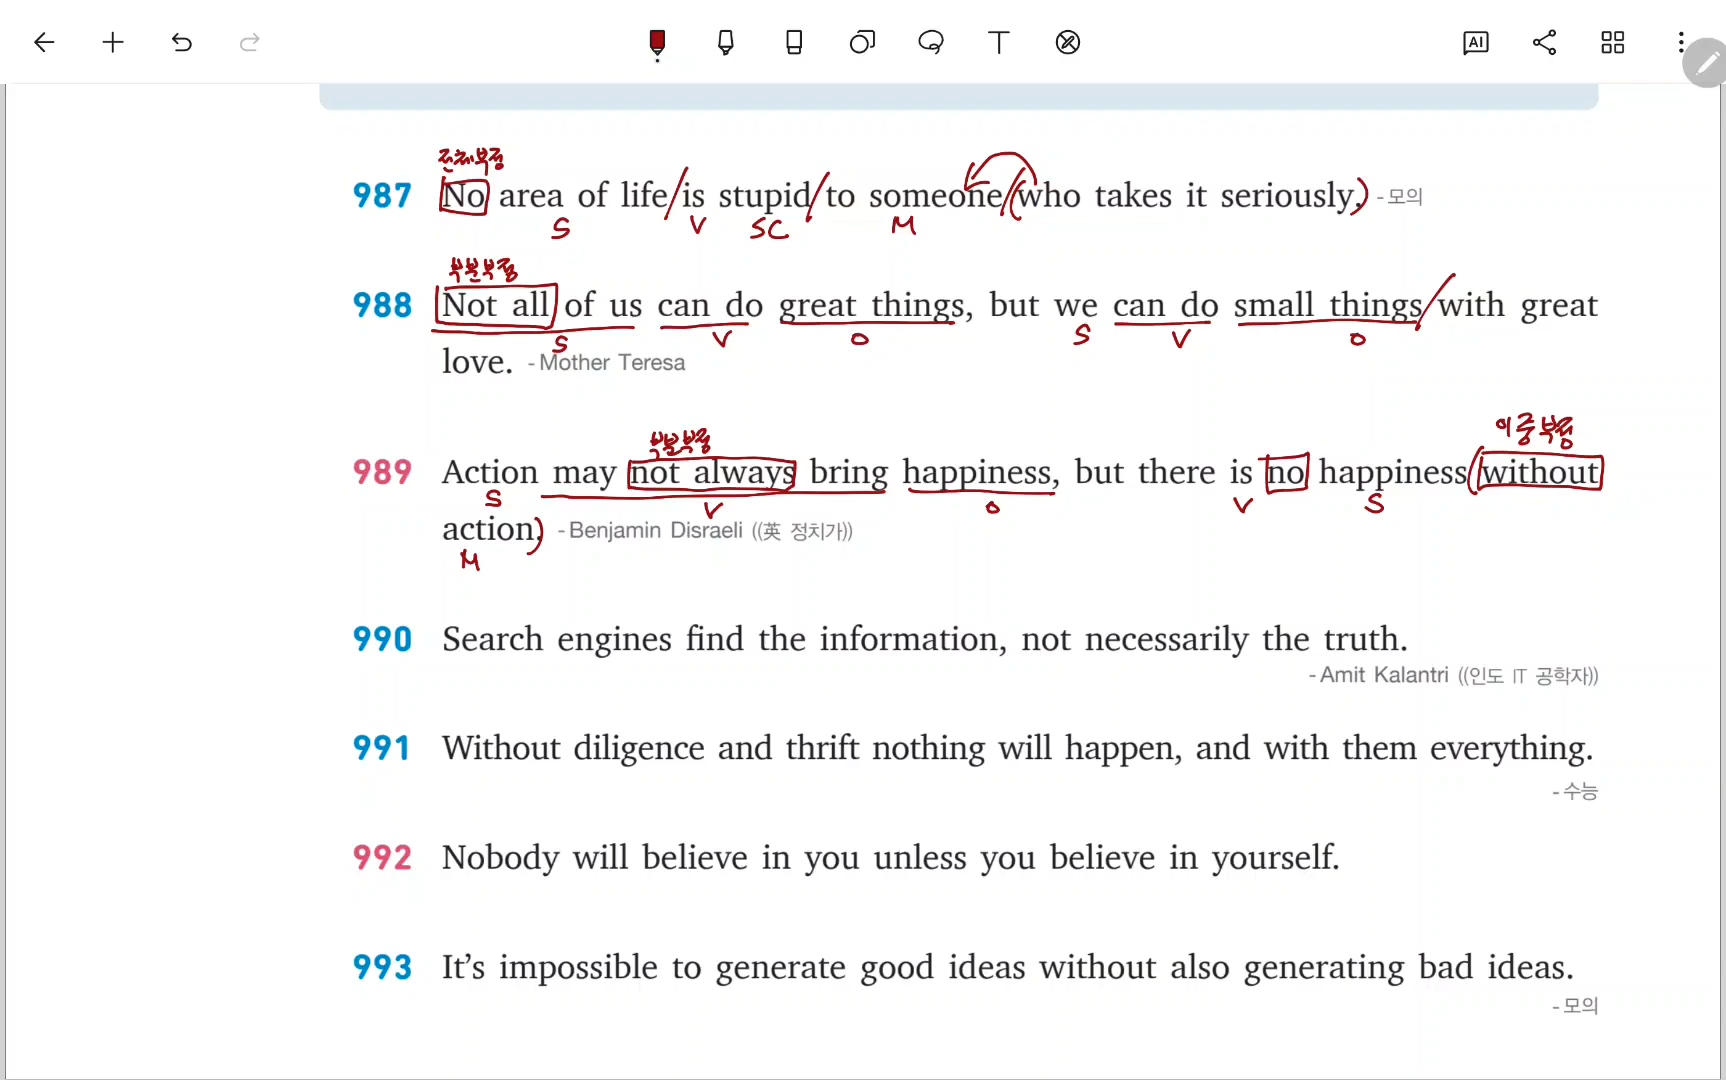 AI
전체부정
987 No area of life / is stupid / to someone / (who takes it seriously.) - 모의
S V SC M
부분부정
988 Not all of us can do great things, but we can do small things / with great
S V O S V O
love. - Mother Teresa
부분부정 이중부정
989 Action may not always bring happiness, but there is no happiness (without
S V O V S
action.) - Benjamin Disraeli ((英 정치가))
M
990 Search engines find the information, not necessarily the truth.
- Amit Kalantri ((인도 IT 공학자))
991 Without diligence and thrift nothing will happen, and with them everything.
- 수능
992 Nobody will believe in you unless you believe in yourself.
993 It's impossible to generate good ideas without also generating bad ideas.
- 모의